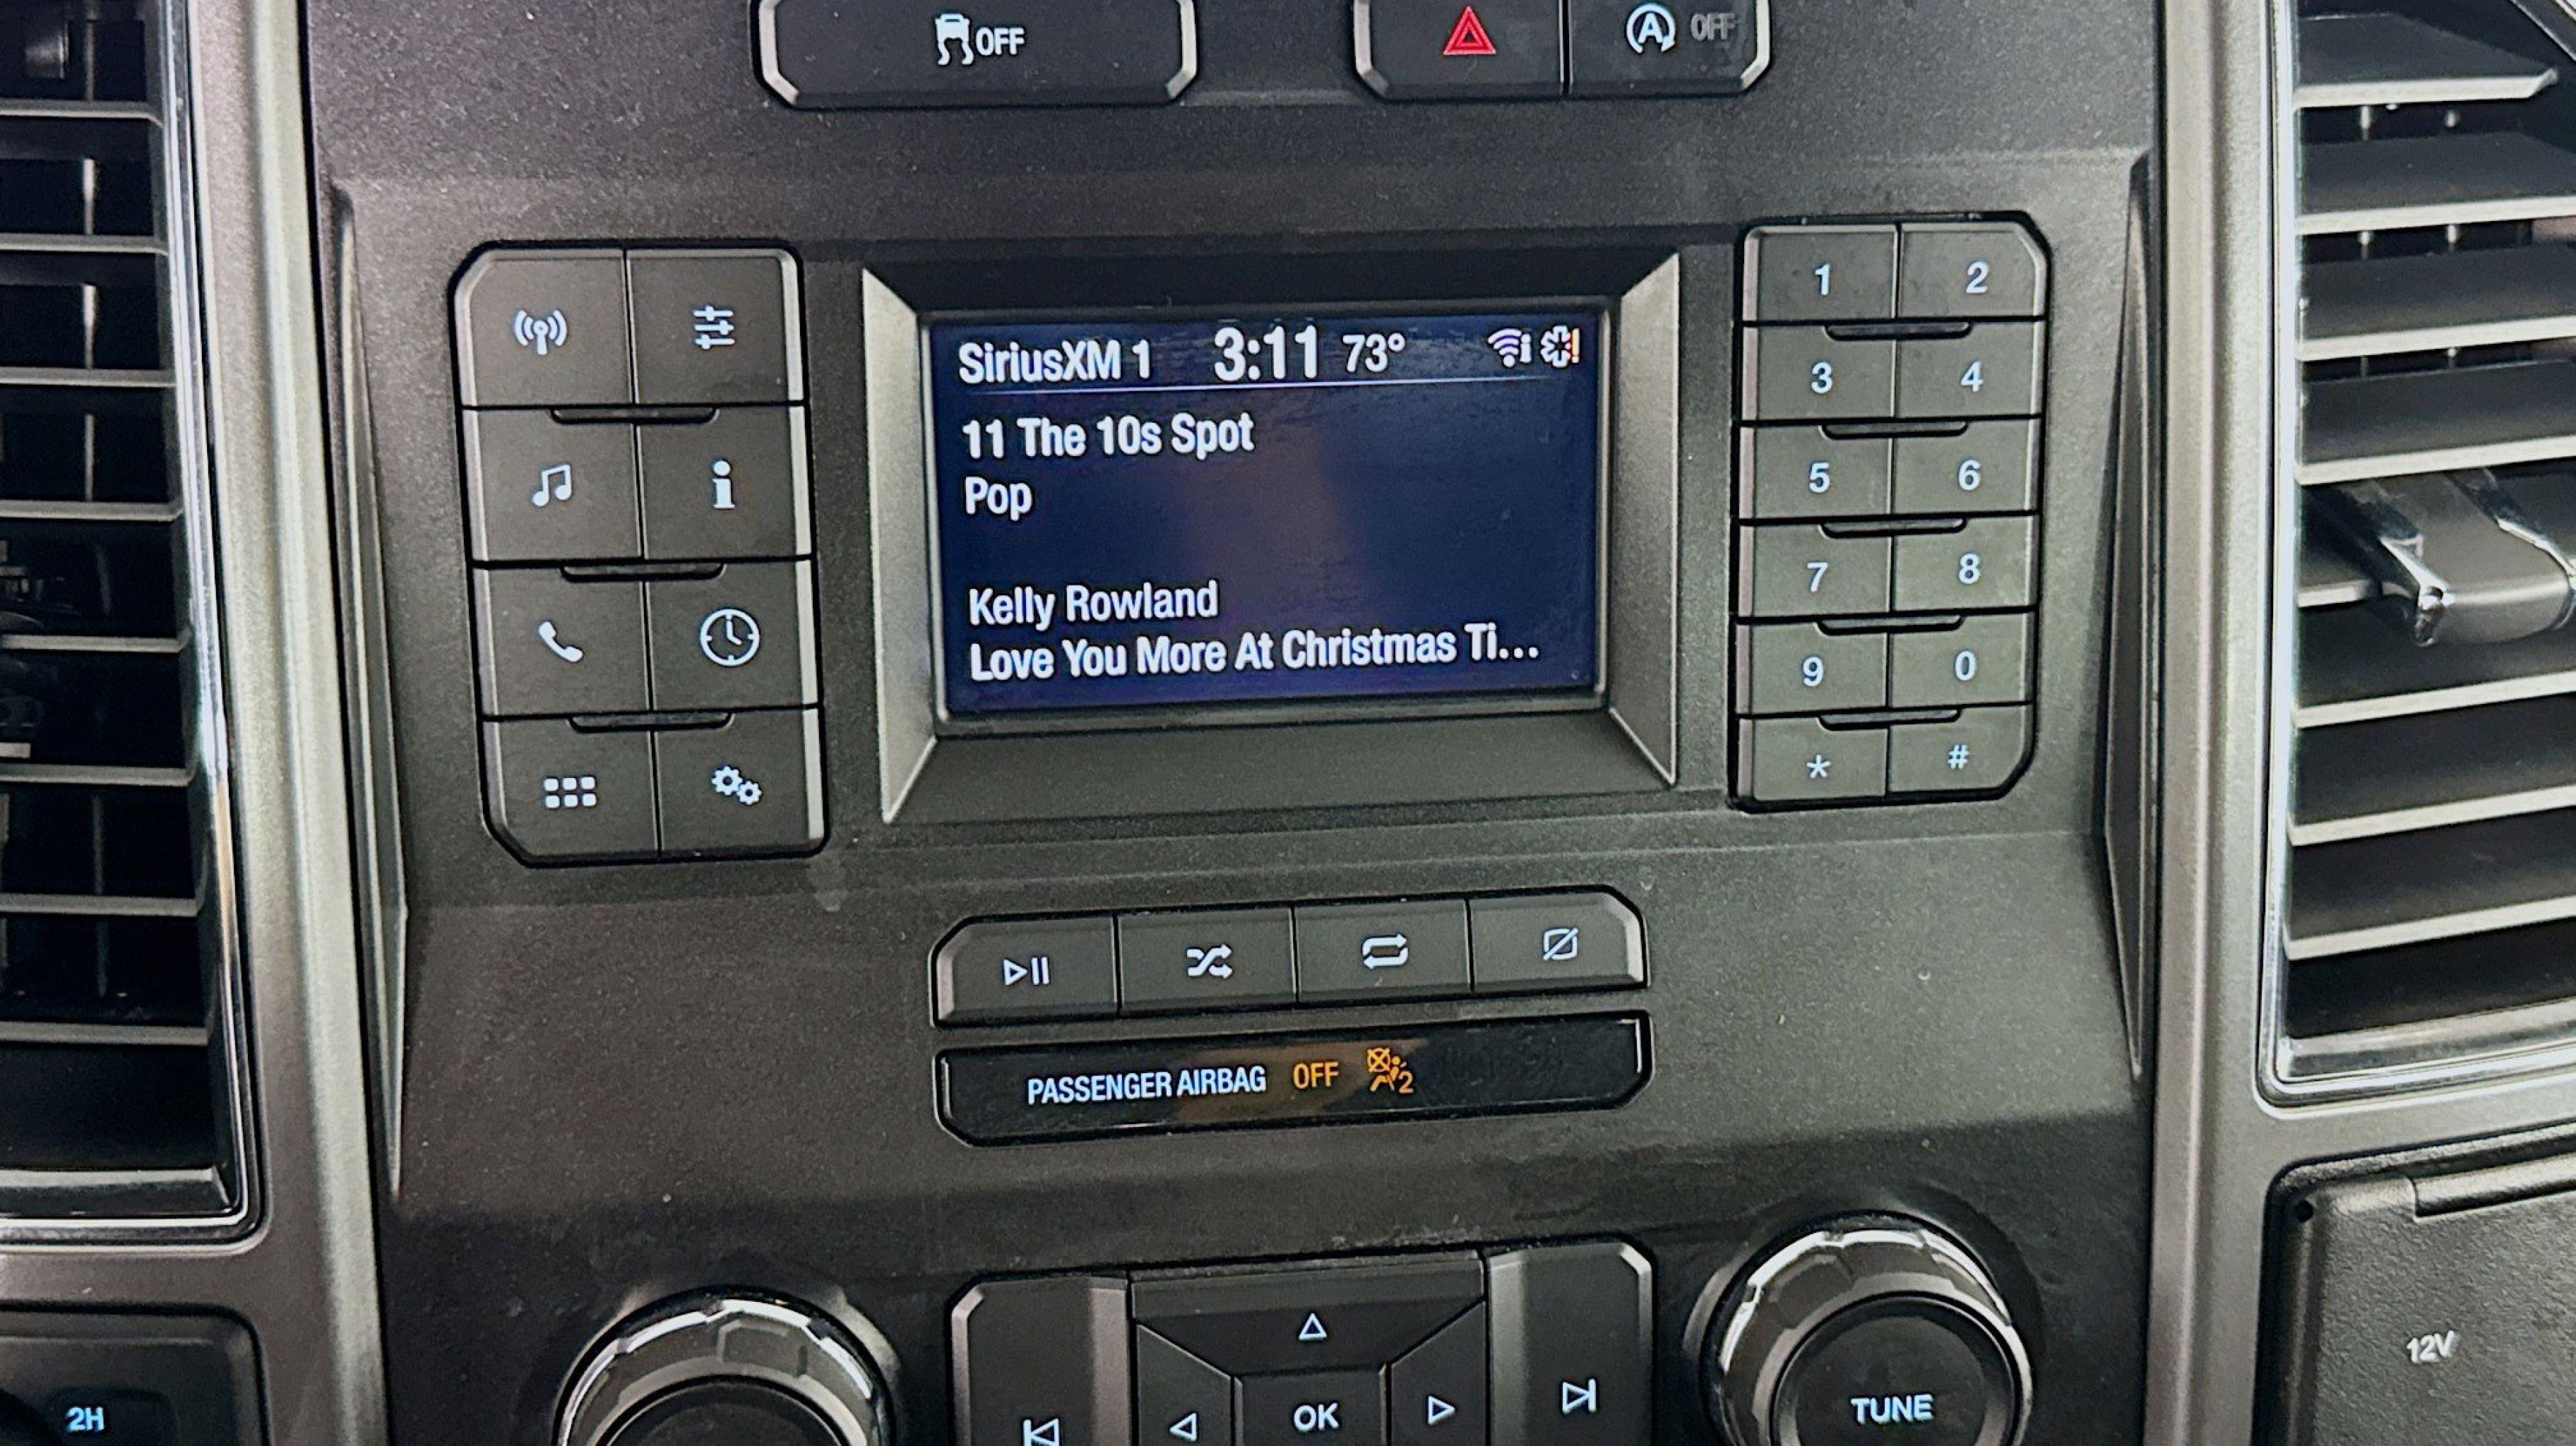 OFF
A OFF
SiriusXM 1 3:11 73°
11 The 10s Spot
Pop
Kelly Rowland
Love You More At Christmas Ti...
1 2
3 4
5 6
7 8
9 0
* #
PASSENGER AIRBAG OFF 2
OK
TUNE
2H
12V